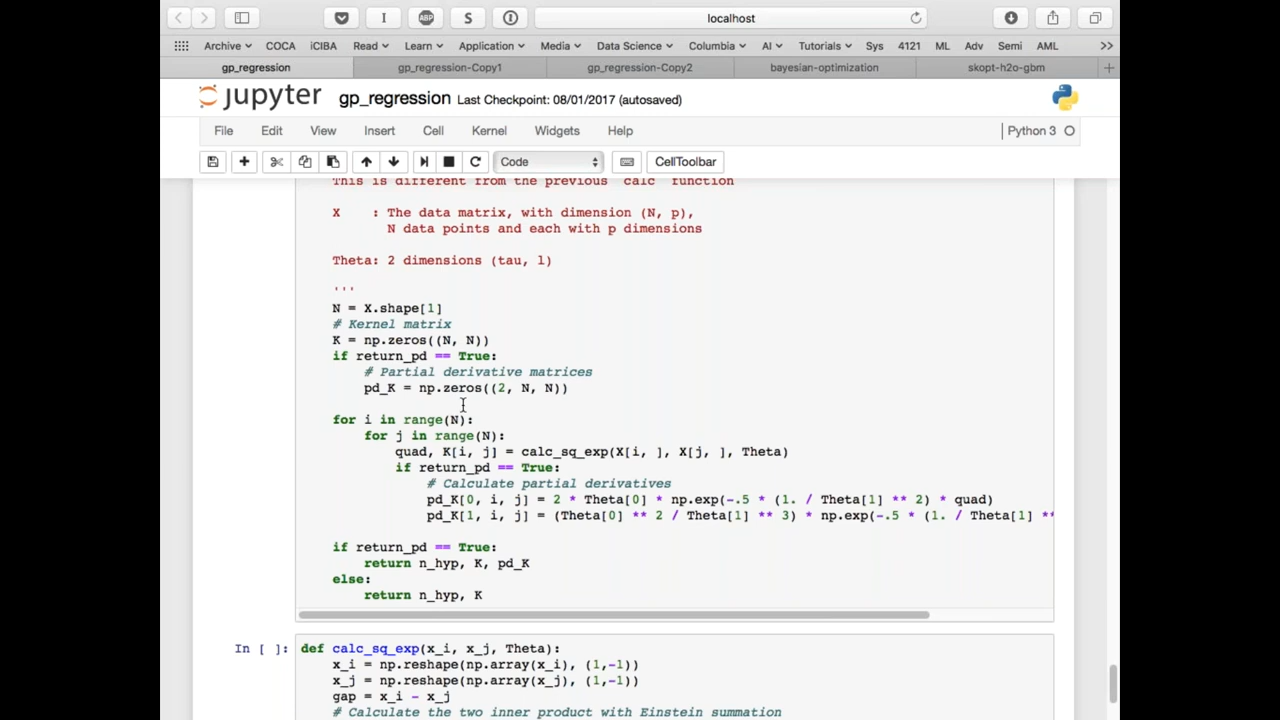 localhost
Archive COCA iCIBA Read Learn Application Media Data Science Columbia AI Tutorials Sys 4121 ML Adv Semi AML
gp_regression gp_regression-Copy1 gp_regression-Copy2 bayesian-optimization skopt-h2o-gbm
jupyter gp_regression Last Checkpoint: 08/01/2017 (autosaved)
File Edit View Insert Cell Kernel Widgets Help Python 3
Code CellToolbar
This is different from the previous calc function
X : The data matrix, with dimension (N, p),
N data points and each with p dimensions
Theta: 2 dimensions (tau, l)
'''
N = X.shape[1]
# Kernel matrix
K = np.zeros((N, N))
if return_pd == True:
# Partial derivative matrices
pd_K = np.zeros((2, N, N))
for i in range(N):
for j in range(N):
quad, K[i, j] = calc_sq_exp(X[i, ], X[j, ], Theta)
if return_pd == True:
# Calculate partial derivatives
pd_K[0, i, j] = 2 * Theta[0] * np.exp(-.5 * (1. / Theta[1] ** 2) * quad)
pd_K[1, i, j] = (Theta[0] ** 2 / Theta[1] ** 3) * np.exp(-.5 * (1. / Theta[1] **
if return_pd == True:
return n_hyp, K, pd_K
else:
return n_hyp, K
In [ ]: def calc_sq_exp(x_i, x_j, Theta):
x_i = np.reshape(np.array(x_i), (1,-1))
x_j = np.reshape(np.array(x_j), (1,-1))
gap = x_i - x_j
# Calculate the two inner product with Einstein summation